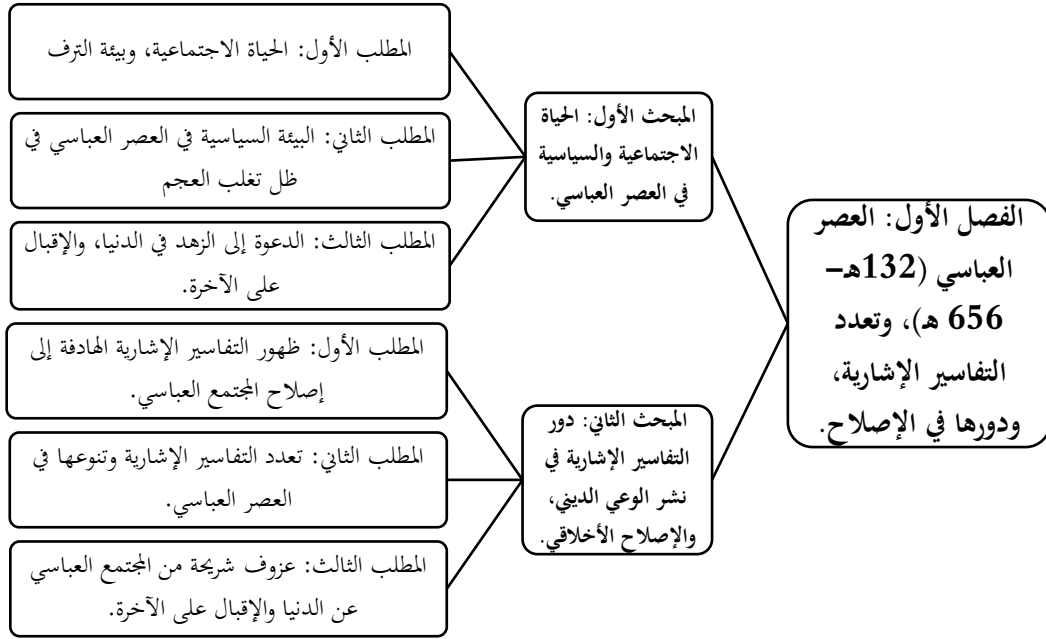 الفصل الأول: العصر
العباسي (132هـ–
656 هـ)، وتعدد
التفاسير الإشارية،
ودورها في الإصلاح.
المبحث الأول: الحياة
الاجتماعية والسياسية
في العصر العباسي.
المطلب الأول: الحياة الاجتماعية، وبيئة الترف
المطلب الثاني: البيئة السياسية في العصر العباسي في
ظل تغلب العجم
المطلب الثالث: الدعوة إلى الزهد في الدنيا، والإقبال
على الآخرة.
المبحث الثاني: دور
التفاسير الإشارية في
نشر الوعي الديني،
والإصلاح الأخلاقي.
المطلب الأول: ظهور التفاسير الإشارية الهادفة إلى
إصلاح المجتمع العباسي.
المطلب الثاني: تعدد التفاسير الإشارية وتنوعها في
العصر العباسي.
المطلب الثالث: عزوف شريحة من المجتمع العباسي
عن الدنيا والإقبال على الآخرة.